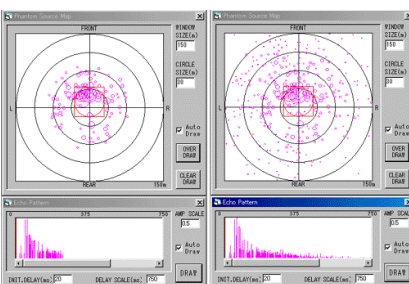 Phantom Source Map
FRONT
L
R
REAR
150m
WINDOW
SIZE(m)
150
CIRCLE
SIZE(m)
30
Auto
Draw
OVER
DRAW
CLEAR
DRAW
Phantom Source Map
FRONT
L
R
REAR
150m
WINDOW
SIZE(m)
150
CIRCLE
SIZE(m)
30
Auto
Draw
OVER
DRAW
CLEAR
DRAW
Echo Pattern
0 375 750
AMP SCALE
0.5
Auto
Draw
DRAW
INIT.DELAY(ms) 20 DELAY SCALE(ms) 750
Echo Pattern
0 375 750
AMP SCAL
0.5
Auto
Draw
DRAW
INIT.DELAY(ms) 20 DELAY SCALE(ms) 750